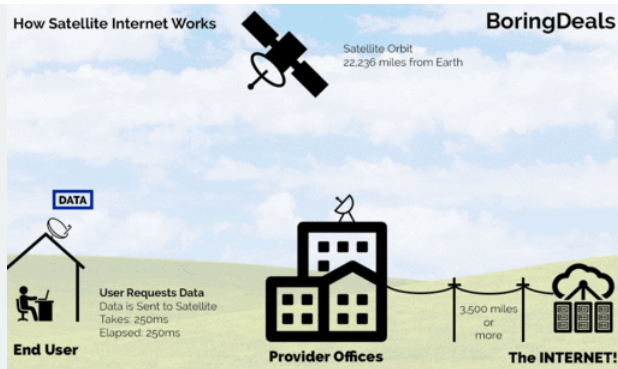 How Satellite Internet Works
BoringDeals
Satellite Orbit
22,236 miles from Earth
DATA
User Requests Data
Data is Sent to Satellite
Takes: 250ms
Elapsed: 250ms
3,500 miles
or
more
End User
Provider Offices
The INTERNET!